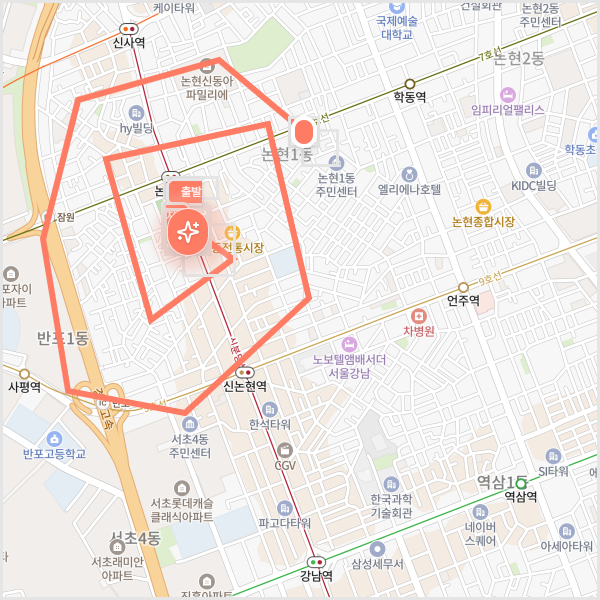 케이타워
건설회관
논현2동
주민센터
국제예술
대학교
신사역
7호선
논현2동
논현신동아
파밀리에
학동역
임피리얼팰리스
hy빌딩
논현1동
학동초
논현1동
주민센터
엘리에나호텔
KIDC빌딩
출발
잠원
논현종합시장
9호선
포자이
아파트
언주역
차병원
반포1동
노보텔앰배서더
서울강남
사평역
신논현역
한석타워
반포고등학교
서초4동
주민센터
CGV
SI타워
역삼1동
역삼역
한국과학
기술회관
서초롯데캐슬
클래식아파트
파고다타워
네이버
스퀘어
서초4동
아세아타워
서초래미안
아파트
강남역
삼성세무서
진흥아파트